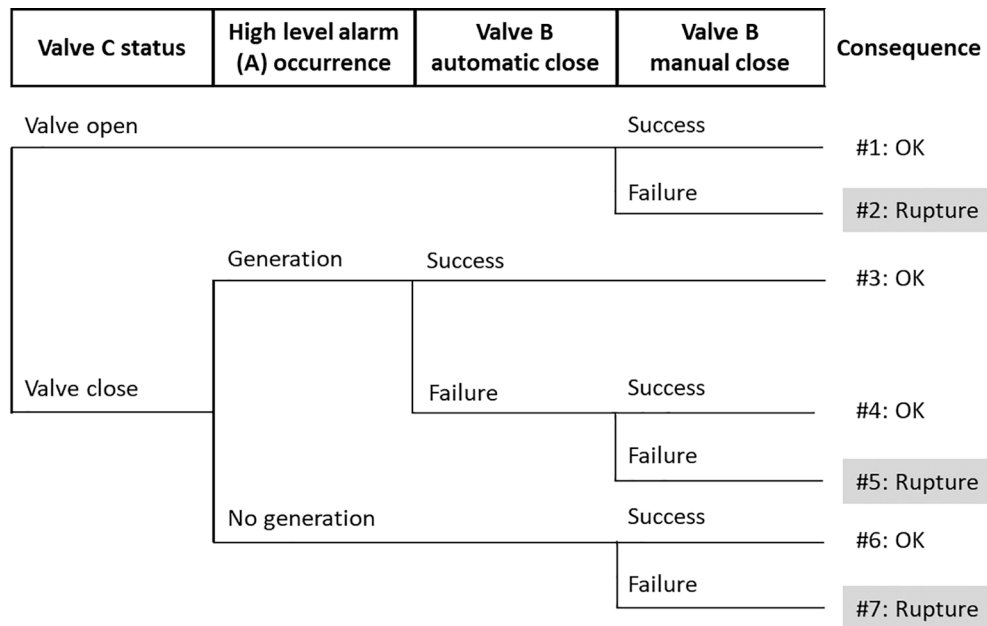 Valve C status
High level alarm
(A) occurrence
Valve B
automatic close
Valve B
manual close
Consequence
Valve open
Success
#1: OK
Failure
#2: Rupture
Generation
Success
#3: OK
Valve close
Failure
Success
#4: OK
Failure
#5: Rupture
No generation
Success
#6: OK
Failure
#7: Rupture